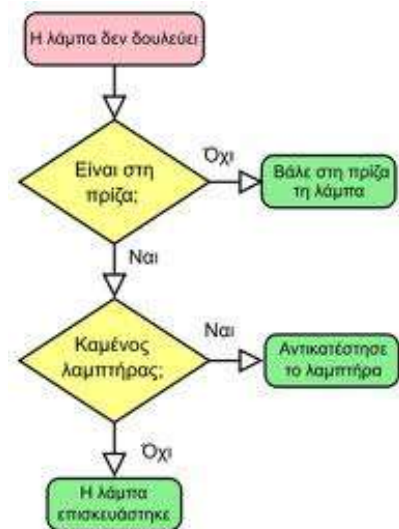 Η λάμπα δεν δουλεύει
Είναι στη
πρίζα;
Όχι
Βάλε στη πρίζα
τη λάμπα
Ναι
Καμένος
λαμπτήρας;
Ναι
Αντικατέστησε
το λαμπτήρα
Όχι
Η λάμπα
επισκευάστηκε